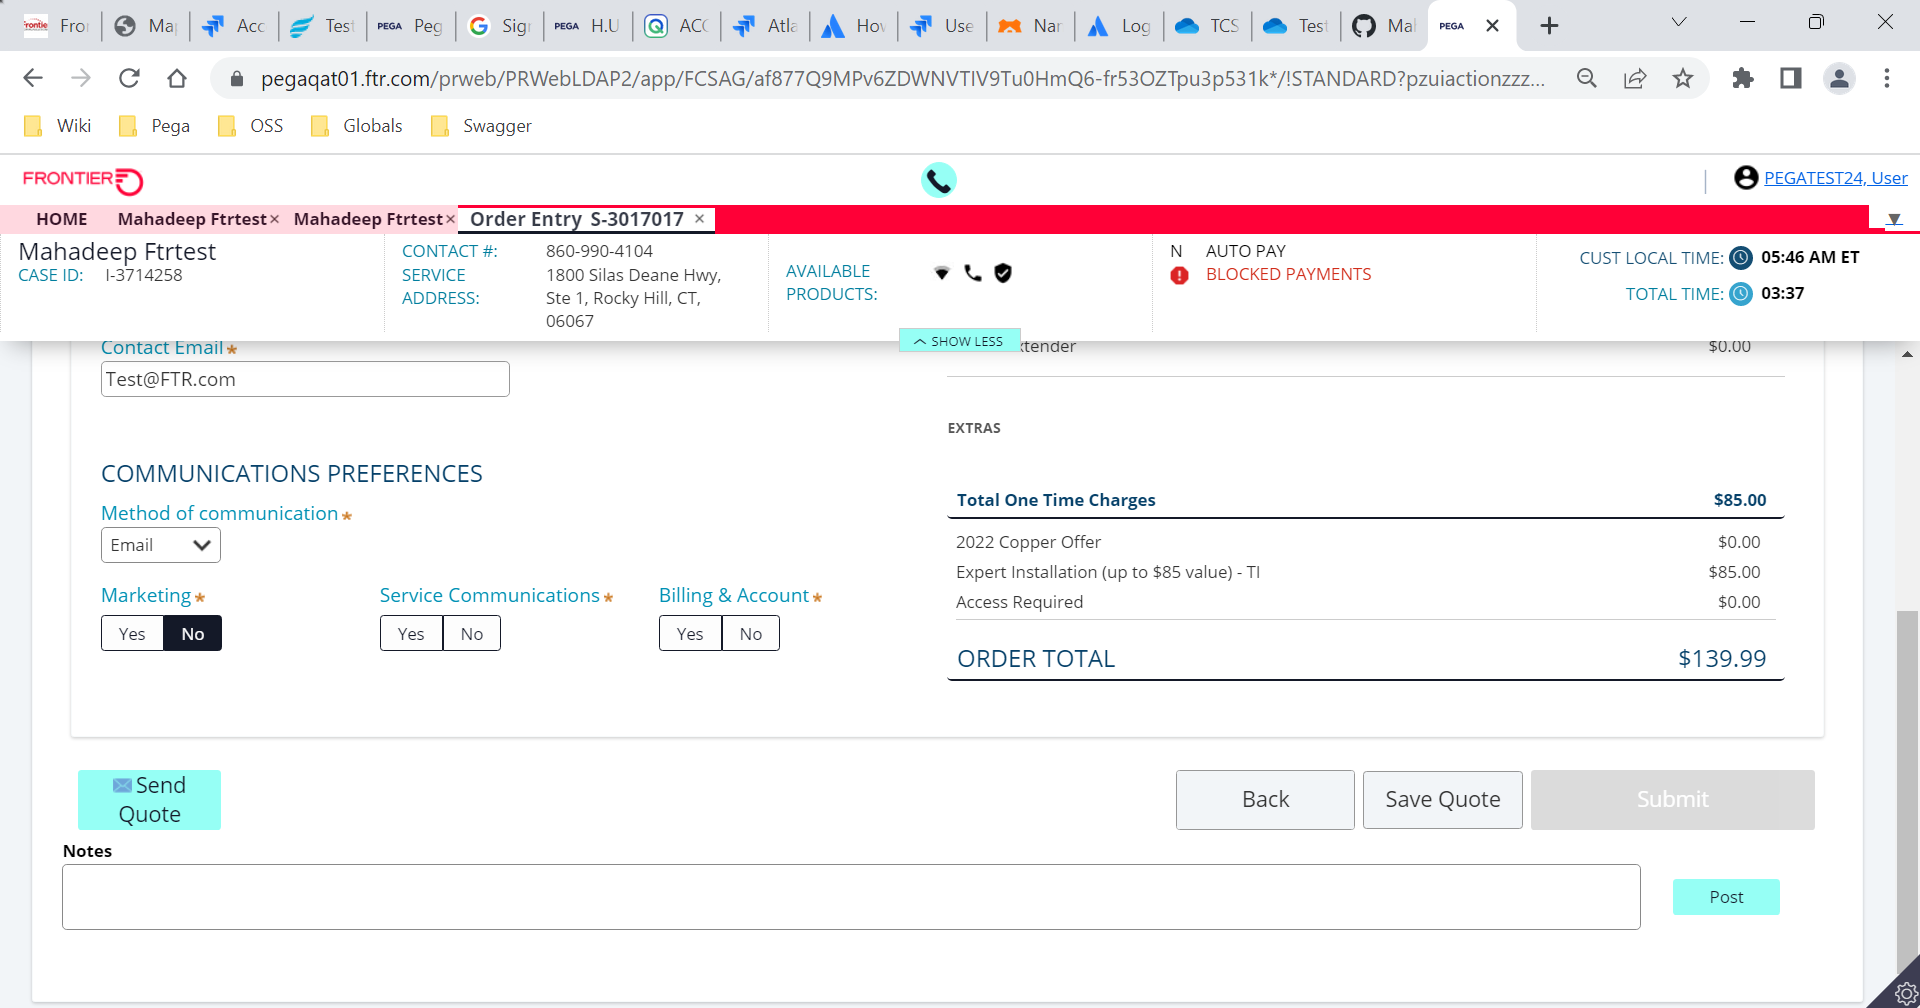 Fro Ma Acc Test PEGA Peg Sig PEGA H.U ACC Atla How Use Nar Log TCS Test Mal PEGA
pegaqat01.ftr.com/prweb/PRWebLDAP2/app/FCSAG/af877Q9MPv6ZDWNVTIV9Tu0HmQ6-fr53OZTpu3p531k*/!STANDARD?pzuiactionzzz...
Wiki Pega OSS Globals Swagger
FRONTIER
PEGATEST24, User
HOME Mahadeep Ftrtest× Mahadeep Ftrtest× Order Entry S-3017017 ×
Mahadeep Ftrtest
CASE ID: I-3714258
CONTACT #: 860-990-4104
SERVICE ADDRESS: 1800 Silas Deane Hwy,
Ste 1, Rocky Hill, CT,
06067
AVAILABLE
PRODUCTS:
N AUTO PAY
BLOCKED PAYMENTS
CUST LOCAL TIME: 05:46 AM ET
TOTAL TIME: 03:37
SHOW LESS
Contact Email*
Test@FTR.com
COMMUNICATIONS PREFERENCES
Method of communication*
Email
Marketing* Service Communications* Billing & Account*
Yes No Yes No Yes No
xtender $0.00
EXTRAS
Total One Time Charges $85.00
2022 Copper Offer $0.00
Expert Installation (up to $85 value) - TI $85.00
Access Required $0.00
ORDER TOTAL $139.99
Send
Quote
Back Save Quote Submit
Notes
Post